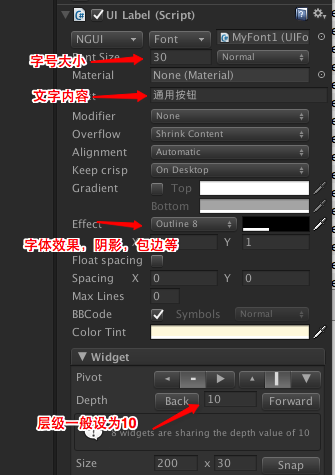 UI Label (Script)
NGUI Font MyFont1 (UIFo
Font Size 30 Normal
字号大小
Material None (Material)
文字内容 通用按钮
Modifier None
Overflow Shrink Content
Alignment Automatic
Keep crisp On Desktop
Gradient Top
Bottom
Effect Outline 8
字体效果，阴影，包边等 Y 1
Float spacing
Spacing X 0 Y 0
Max Lines 0
BBCode Symbols Normal
Color Tint
Widget
Pivot
Depth Back 10 Forward
层级一般设为10
8 widgets are sharing the depth value of 10
Size 200 x 30 Snap